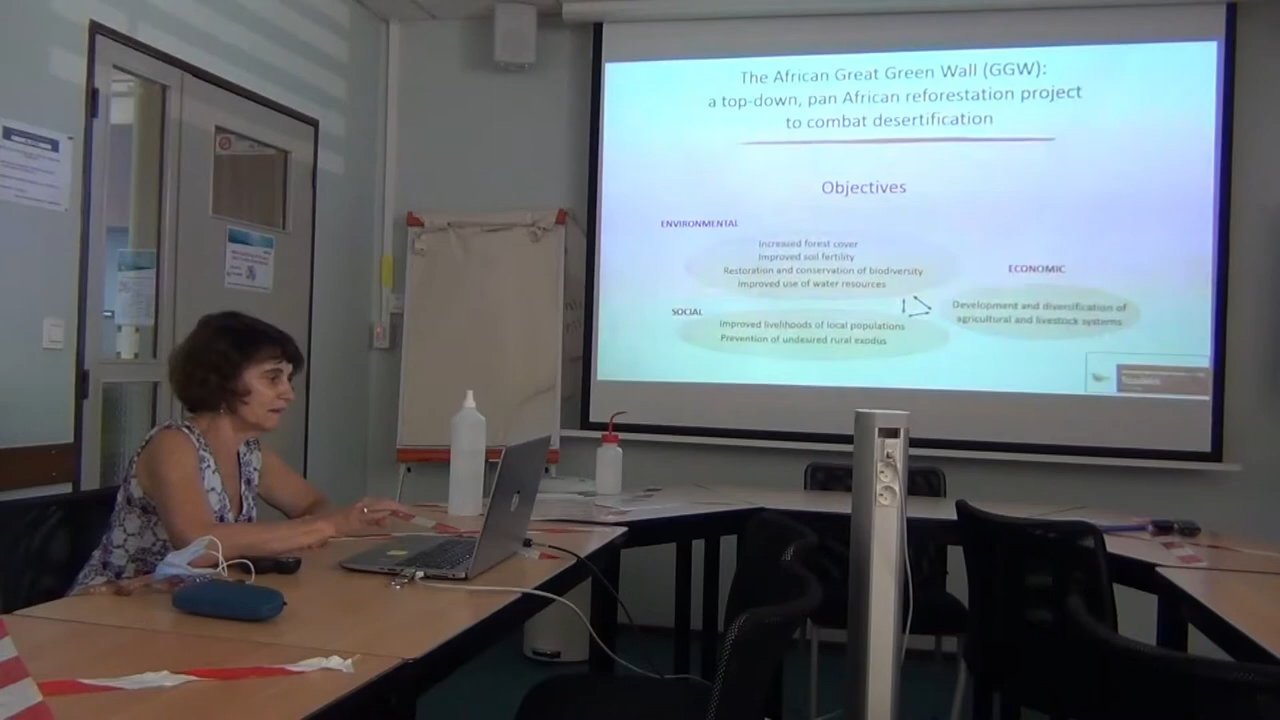 The African Great Green Wall (GGW):
a top-down, pan African reforestation project
to combat desertification
Objectives
ENVIRONMENTAL
Increased forest cover
Improved soil fertility
Restoration and conservation of biodiversity
Improved use of water resources
ECONOMIC
Development and diversification of
agricultural and livestock systems
SOCIAL
Improved livelihoods of local populations
Prevention of undesired rural exodus